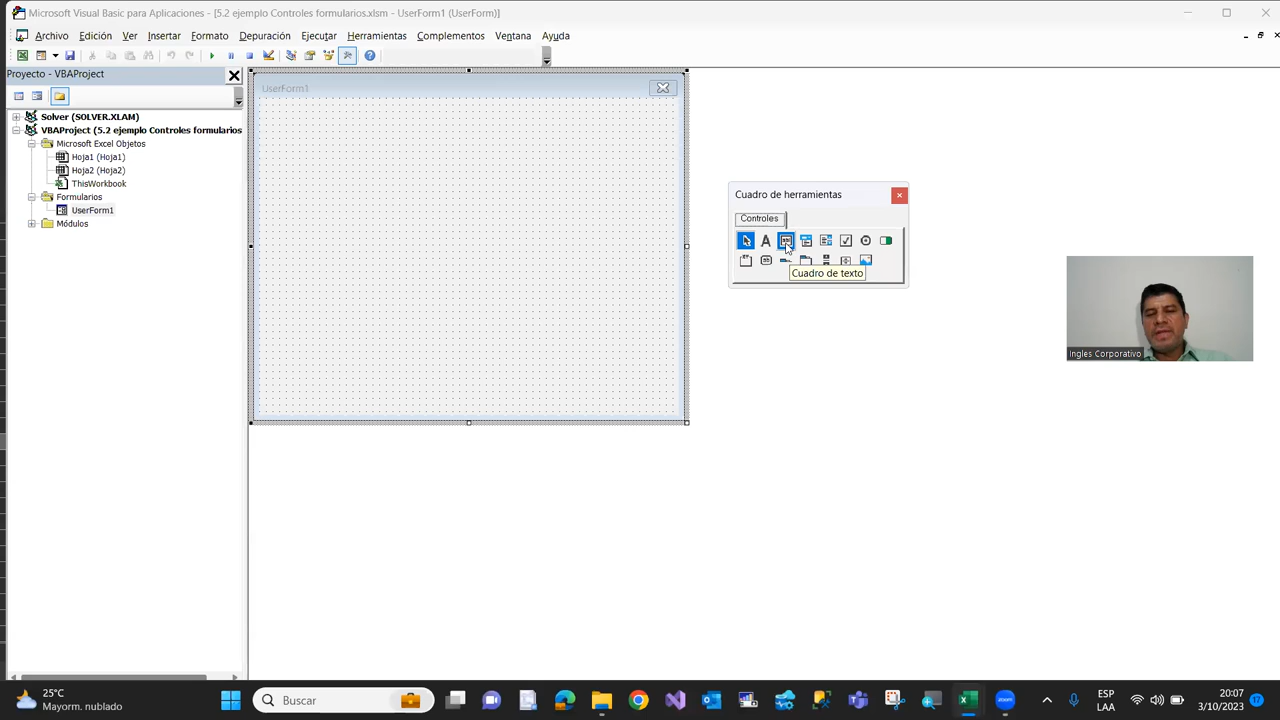 Microsoft Visual Basic para Aplicaciones - [5.2 ejemplo Controles formularios.xlsm - UserForm1 (UserForm)]
Archivo Edición Ver Insertar Formato Depuración Ejecutar Herramientas Complementos Ventana Ayuda
Proyecto - VBAProject
Solver (SOLVER.XLAM)
VBAProject (5.2 ejemplo Controles formularios
Microsoft Excel Objetos
Hoja1 (Hoja1)
Hoja2 (Hoja2)
ThisWorkbook
Formularios
UserForm1
Módulos
UserForm1
Cuadro de herramientas
Controles
Cuadro de texto
Ingles Corporativo
25°C
Mayorm. nublado
Buscar
ESP
LAA
20:07
3/10/2023